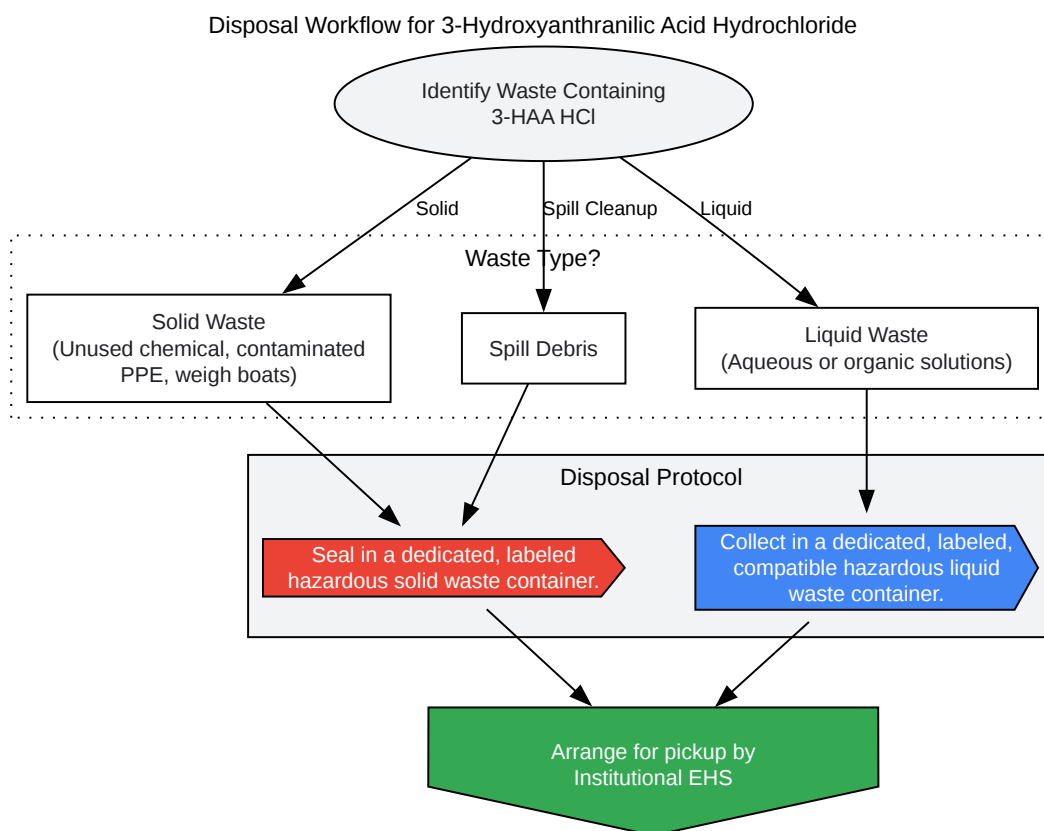 Disposal Workflow for 3-Hydroxyanthranilic Acid Hydrochloride
Identify Waste Containing
3-HAA HCl
Solid
Spill Cleanup
Liquid
Waste Type?
Solid Waste
(Unused chemical, contaminated
PPE, weigh boats)
Spill Debris
Liquid Waste
(Aqueous or organic solutions)
Disposal Protocol
Seal in a dedicated, labeled
hazardous solid waste container.
Collect in a dedicated, labeled,
compatible hazardous liquid
waste container.
Arrange for pickup by
Institutional EHS